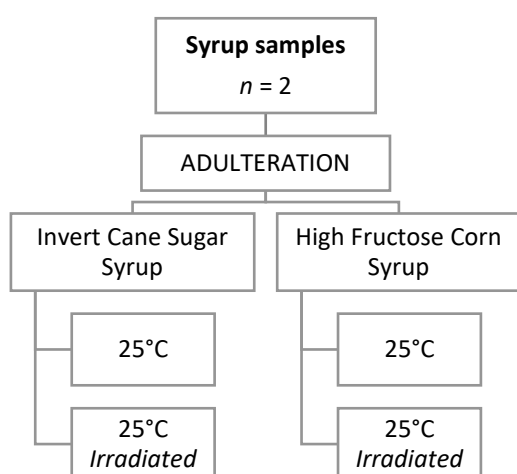 Syrup samples
n = 2
ADULTERATION
Invert Cane Sugar
Syrup
High Fructose Corn
Syrup
25°C
25°C
25°C
Irradiated
25°C
Irradiated